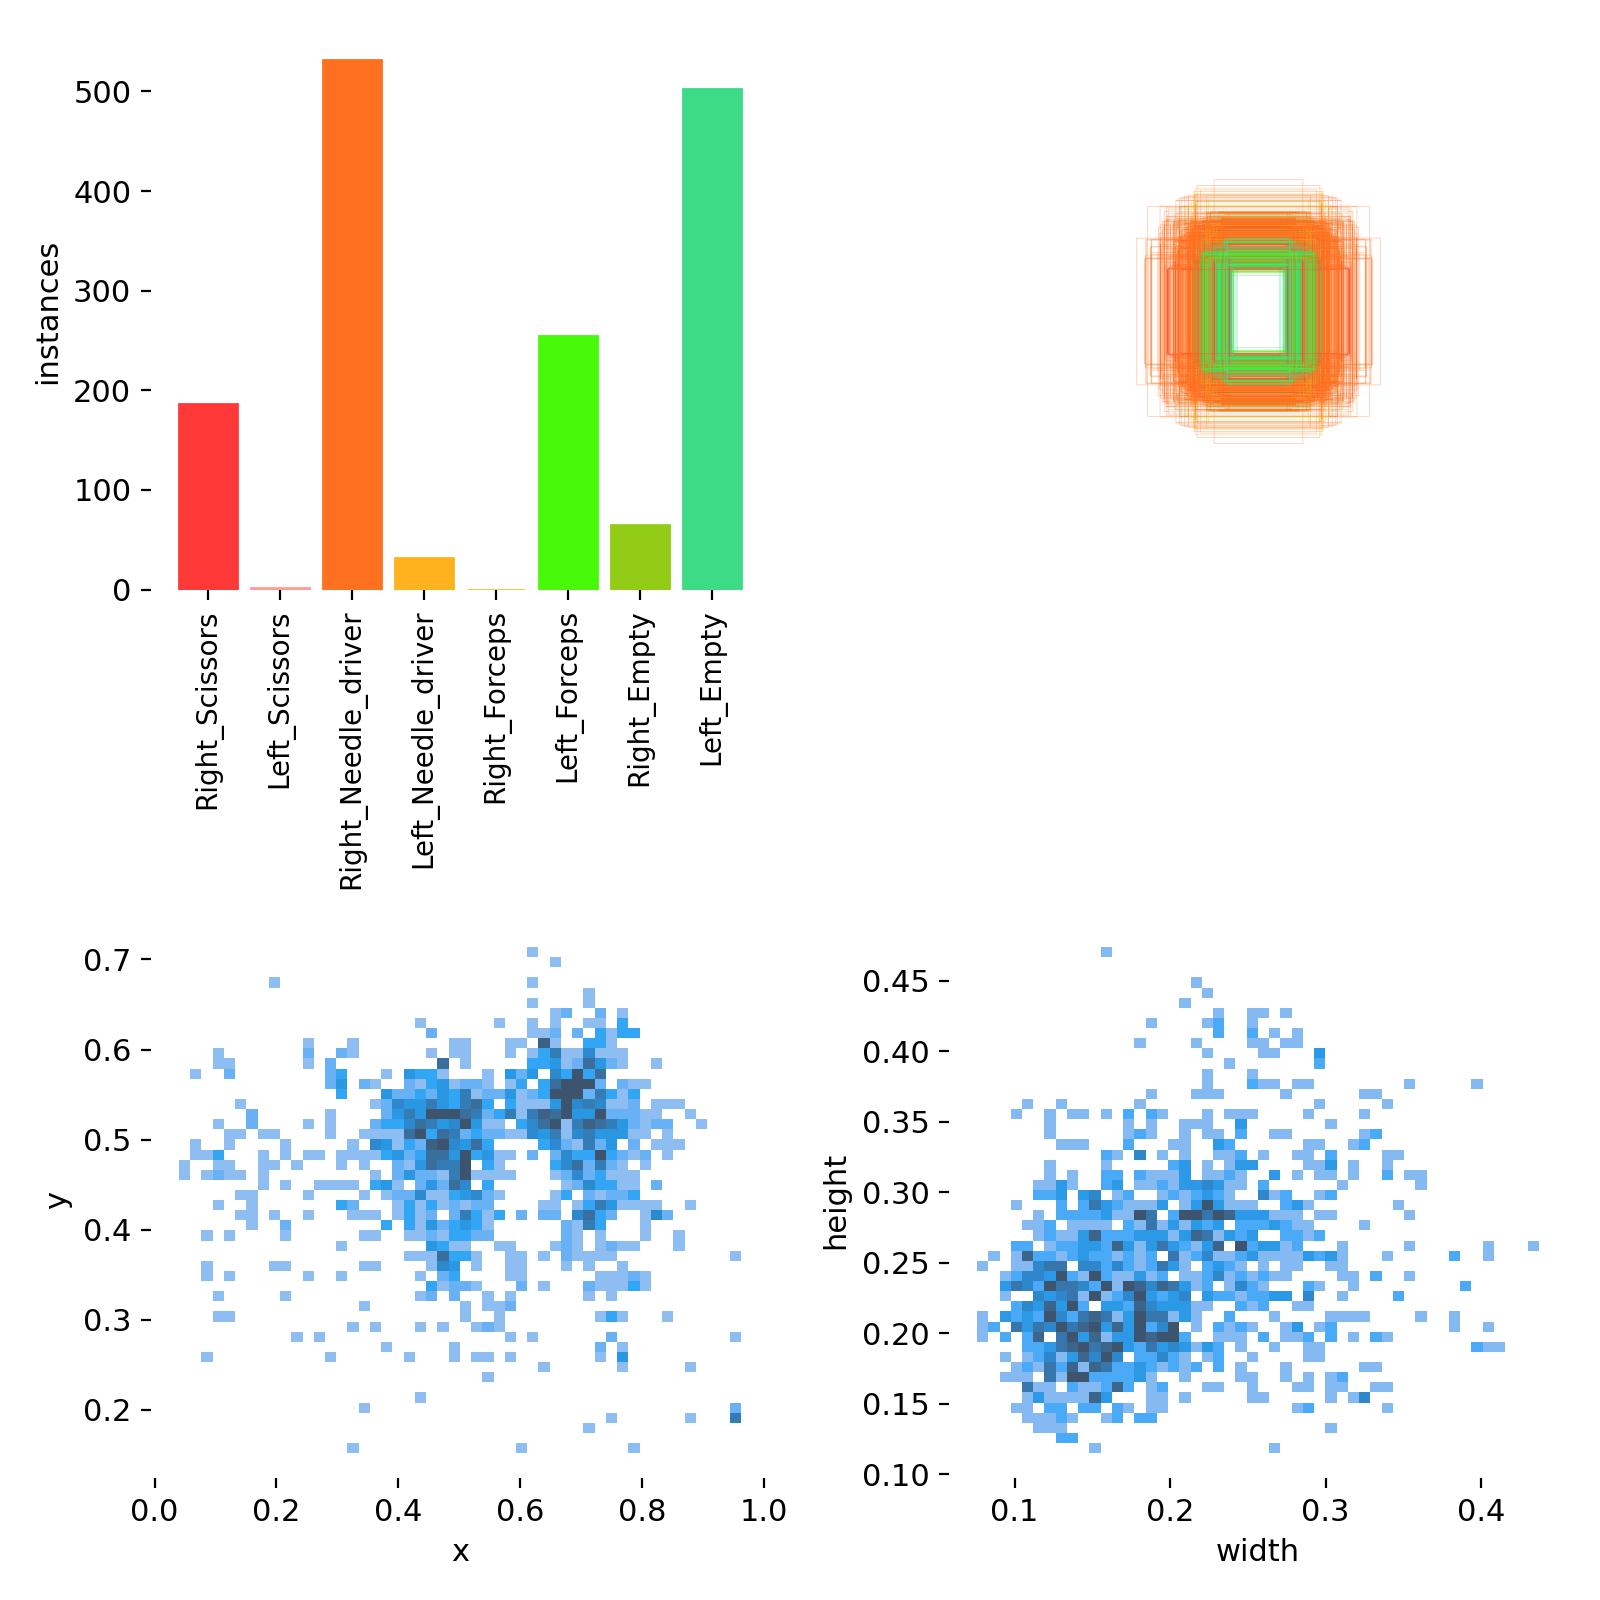 500
400
300
200
100
0
instances
Right_Scissors
Left_Scissors
Right_Needle_driver
Left_Needle_driver
Right_Forceps
Left_Forceps
Right_Empty
Left_Empty
0.7
0.6
0.5
0.4
0.3
0.2
y
0.0 0.2 0.4 0.6 0.8 1.0
x
0.45
0.40
0.35
0.30
0.25
0.20
0.15
0.10
height
0.1 0.2 0.3 0.4
width